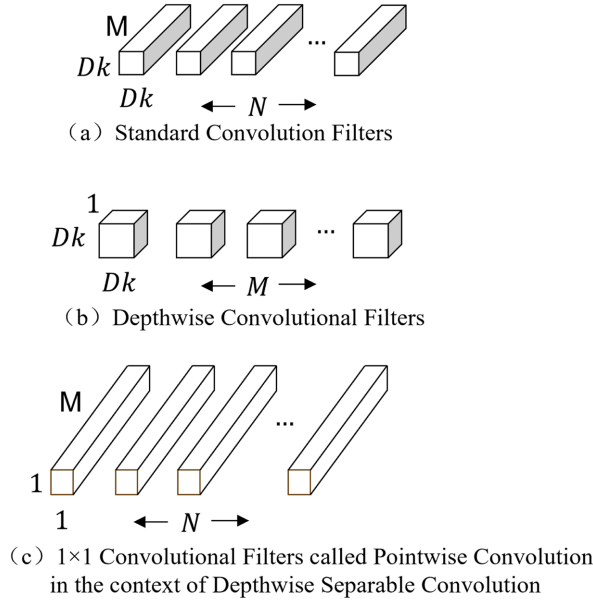 M
Dk
Dk
...
N
（a）Standard Convolution Filters
1
Dk
Dk
...
M
（b）Depthwise Convolutional Filters
M
1
1
...
N
（c）1×1 Convolutional Filters called Pointwise Convolution
in the context of Depthwise Separable Convolution